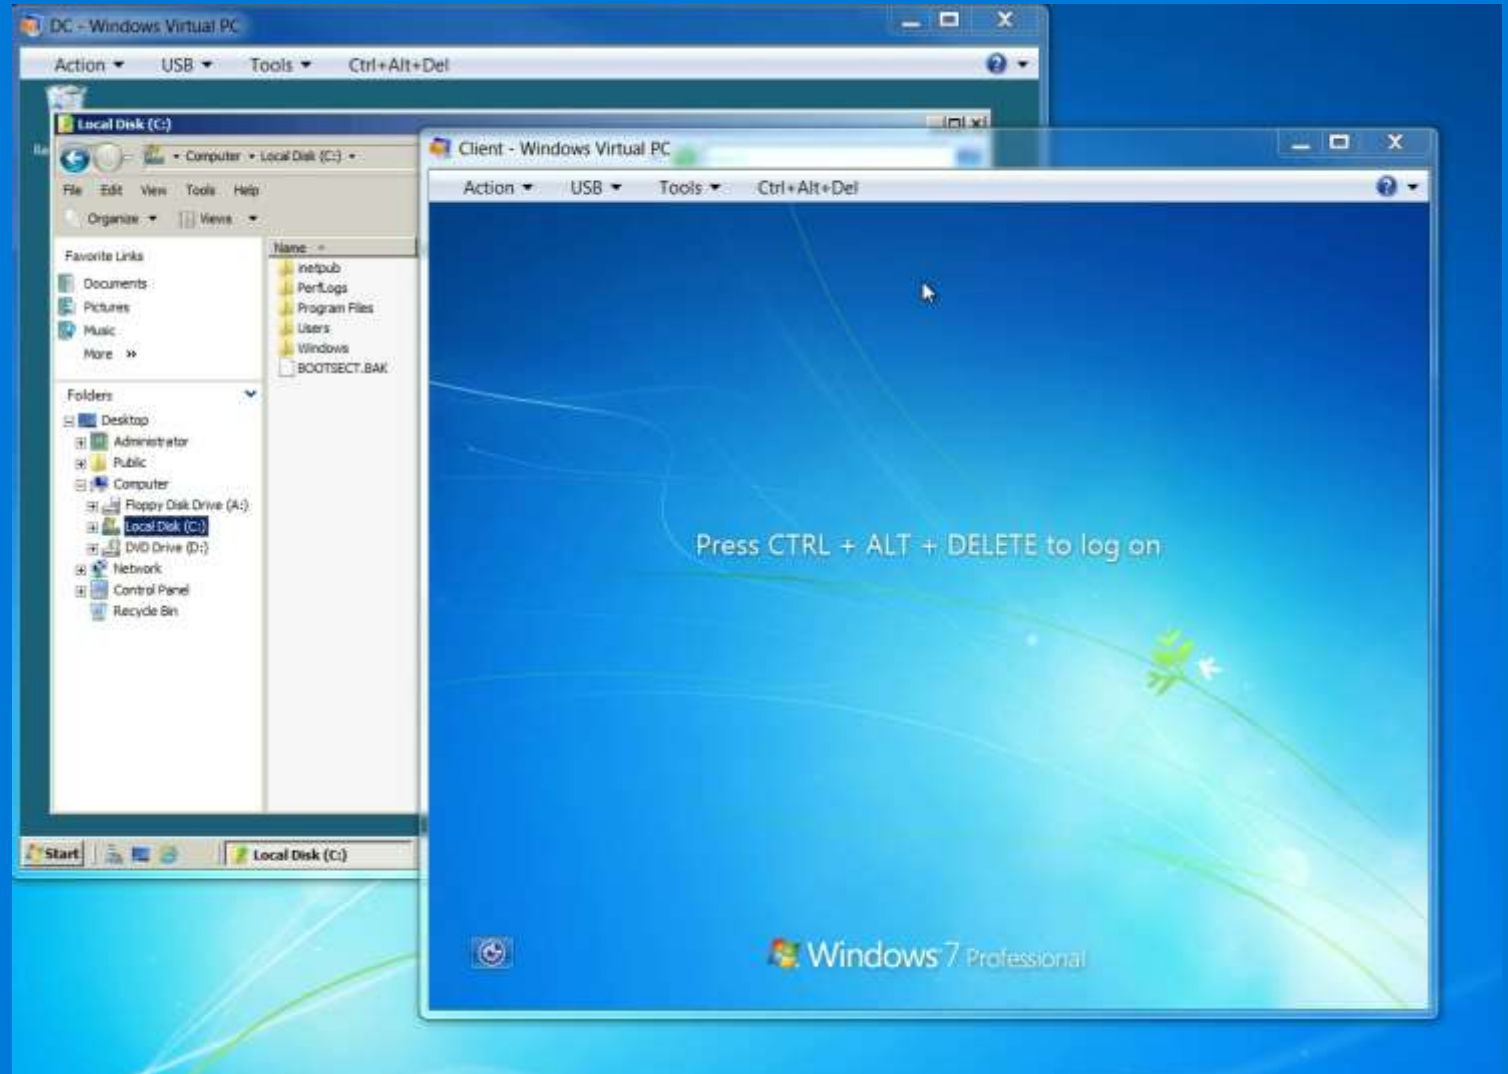 DC - Windows Virtual PC
Action USB Tools Ctrl+Alt+Del
Local Disk (C:)
Computer Local Disk (C:)
File Edit View Tools Help
Organize Views
Favorite Links
Documents
Pictures
Music
More »
Folders
Desktop
Administrator
Public
Computer
Floppy Disk Drive (A:)
Local Disk (C:)
DVD Drive (D:)
Network
Control Panel
Recycle Bin
Name
inetpub
PerfLogs
Program Files
Users
Windows
BOOTSECT.BAK
Start Local Disk (C:)
Client - Windows Virtual PC
Action USB Tools Ctrl+Alt+Del
Press CTRL + ALT + DELETE to log on
Windows 7 Professional